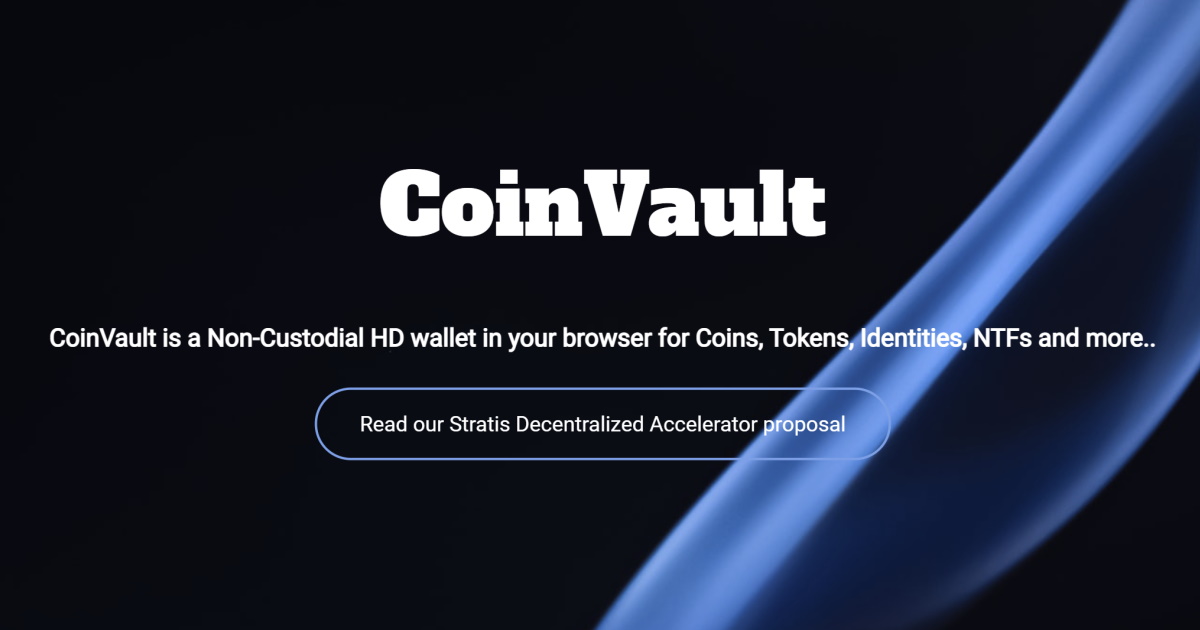 CoinVault
CoinVault is a Non-Custodial HD wallet in your browser for Coins, Tokens, Identities, NTFs and more..
Read our Stratis Decentralized Accelerator proposal